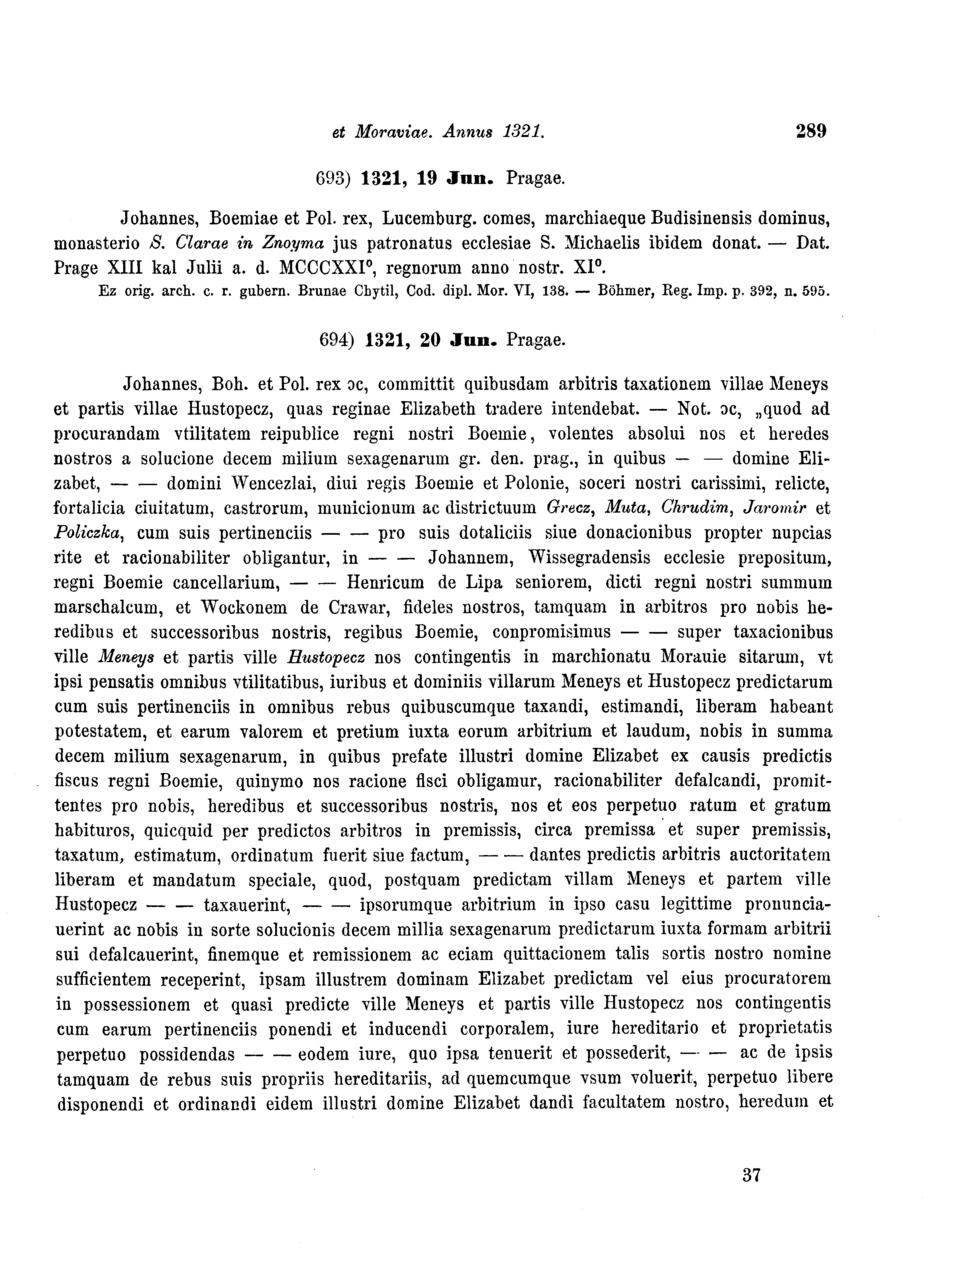 et Moraviae. Annus 1321. 289
693) 1321, 19 Jun. Pragae.
Johannes, Boemiae et Pol. rex, Lucemburg. comes, marchiaeque Budisinensis dominus,
monasterio S. Clarae in Znoyma jus patronatus ecclesiae S. Michaelis ibidem donat. — Dat.
Prage XIII kal Julii a. d. MCCCXXI⁰, regnorum anno nostr. XI⁰.
Ez orig. arch. c. r. gubern. Brunae Chytil, Cod. dipl. Mor. VI, 138. — Böhmer, Reg. Imp. p. 392, n. 595.
694) 1321, 20 Jun. Pragae.
Johannes, Boh. et Pol. rex ɔc, committit quibusdam arbitris taxationem villae Meneys
et partis villae Hustopecz, quas reginae Elizabeth tradere intendebat. — Not. ɔc, „quod ad
procurandam vtilitatem reipublice regni nostri Boemie, volentes absolui nos et heredes
nostros a solucione decem milium sexagenarum gr. den. prag., in quibus — — domine Eli-
zabet, — — domini Wencezlai, diui regis Boemie et Polonie, soceri nostri carissimi, relicte,
fortalicia ciuitatum, castrorum, municionum ac districtuum Grecz, Muta, Chrudim, Jaromir et
Policzka, cum suis pertinenciis — — pro suis dotaliciis siue donacionibus propter nupcias
rite et racionabiliter obligantur, in — — Johannem, Wissegradensis ecclesie prepositum,
regni Boemie cancellarium, — — Henricum de Lipa seniorem, dicti regni nostri summum
marschalcum, et Wockonem de Crawar, fideles nostros, tamquam in arbitros pro nobis he-
redibus et successoribus nostris, regibus Boemie, conpromisimus — — super taxacionibus
ville Meneys et partis ville Hustopecz nos contingentis in marchionatu Morauie sitarum, vt
ipsi pensatis omnibus vtilitatibus, iuribus et dominiis villarum Meneys et Hustopecz predictarum
cum suis pertinenciis in omnibus rebus quibuscumque taxandi, estimandi, liberam habeant
potestatem, et earum valorem et pretium iuxta eorum arbitrium et laudum, nobis in summa
decem milium sexagenarum, in quibus prefate illustri domine Elizabet ex causis predictis
fiscus regni Boemie, quinymo nos racione fisci obligamur, racionabiliter defalcandi, promit-
tentes pro nobis, heredibus et successoribus nostris, nos et eos perpetuo ratum et gratum
habituros, quicquid per predictos arbitros in premissis, circa premissa et super premissis,
taxatum, estimatum, ordinatum fuerit siue factum, — — dantes predictis arbitris auctoritatem
liberam et mandatum speciale, quod, postquam predictam villam Meneys et partem ville
Hustopecz — — taxauerint, — — ipsorumque arbitrium in ipso casu legittime pronuncia-
uerint ac nobis in sorte solucionis decem millia sexagenarum predictarum iuxta formam arbitrii
sui defalcauerint, finemque et remissionem ac eciam quittacionem talis sortis nostro nomine
sufficientem receperint, ipsam illustrem dominam Elizabet predictam vel eius procuratorem
in possessionem et quasi predicte ville Meneys et partis ville Hustopecz nos contingentis
cum earum pertinenciis ponendi et inducendi corporalem, iure hereditario et proprietatis
perpetuo possidendas — — eodem iure, quo ipsa tenuerit et possederit, — — ac de ipsis
tamquam de rebus suis propriis hereditariis, ad quemcumque vsum voluerit, perpetuo libere
disponendi et ordinandi eidem illustri domine Elizabet dandi facultatem nostro, heredum et
37